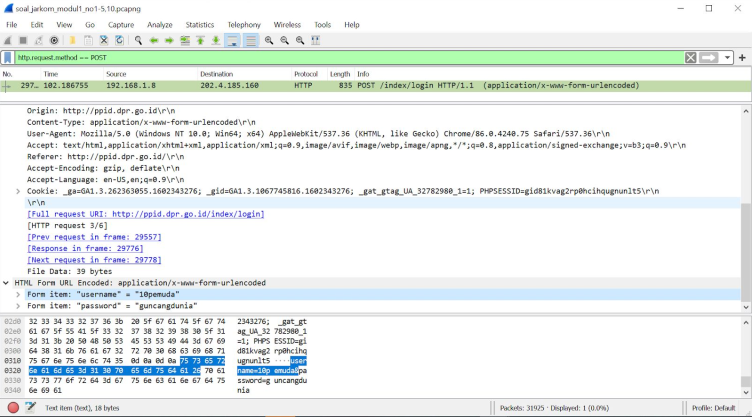 soal_jarkom_modul1_no1-5,10.pcapng
File Edit View Go Capture Analyze Statistics Telephony Wireless Tools Help
http.request.method == POST
No. Time Source Destination Protocol Length Info
297… 102.186755 192.168.1.8 202.4.185.160 HTTP 835 POST /index/login HTTP/1.1 (application/x-www-form-urlencoded)
Origin: http://ppid.dpr.go.id\r\n
Content-Type: application/x-www-form-urlencoded\r\n
User-Agent: Mozilla/5.0 (Windows NT 10.0; Win64; x64) AppleWebKit/537.36 (KHTML, like Gecko) Chrome/86.0.4240.75 Safari/537.36\r\n
Accept: text/html,application/xhtml+xml,application/xml;q=0.9,image/avif,image/webp,image/apng,*/*;q=0.8,application/signed-exchange;v=b3;q=0.9\r\n
Referer: http://ppid.dpr.go.id/\r\n
Accept-Encoding: gzip, deflate\r\n
Accept-Language: en-US,en;q=0.9\r\n
Cookie: _ga=GA1.3.262363055.1602343276; _gid=GA1.3.1067745816.1602343276; _gat_gtag_UA_32782980_1=1; PHPSESSID=gid81kvag2rp0hcihqugnunlt5\r\n
\r\n
[Full request URI: http://ppid.dpr.go.id/index/login]
[HTTP request 3/6]
[Prev request in frame: 29557]
[Response in frame: 29776]
[Next request in frame: 29778]
File Data: 39 bytes
HTML Form URL Encoded: application/x-www-form-urlencoded
Form item: "username" = "10pemuda"
Form item: "password" = "guncangdunia"
02d0 32 33 34 33 32 37 36 3b 20 5f 67 61 74 5f 67 74 2343276; _gat_gt
02e0 61 67 5f 55 41 5f 33 32 37 38 32 39 38 30 5f 31 ag_UA_32 782980_1
02f0 3d 31 3b 20 50 48 50 53 45 53 53 49 44 3d 67 69 =1; PHPS ESSID=gi
0300 64 38 31 6b 76 61 67 32 72 70 30 68 63 69 68 71 d81kvag2 rp0hcihq
0310 75 67 6e 75 6e 6c 74 35 0d 0a 0d 0a 75 73 65 72 ugnunlt5 ····user
0320 6e 61 6d 65 3d 31 30 70 65 6d 75 64 61 26 70 61 name=10p emuda&pa
0330 73 73 77 6f 72 64 3d 67 75 6e 63 61 6e 67 64 75 ssword=g uncangdu
0340 6e 69 61 nia
Text item (text), 18 bytes Packets: 31925 · Displayed: 1 (0.0%) Profile: Default